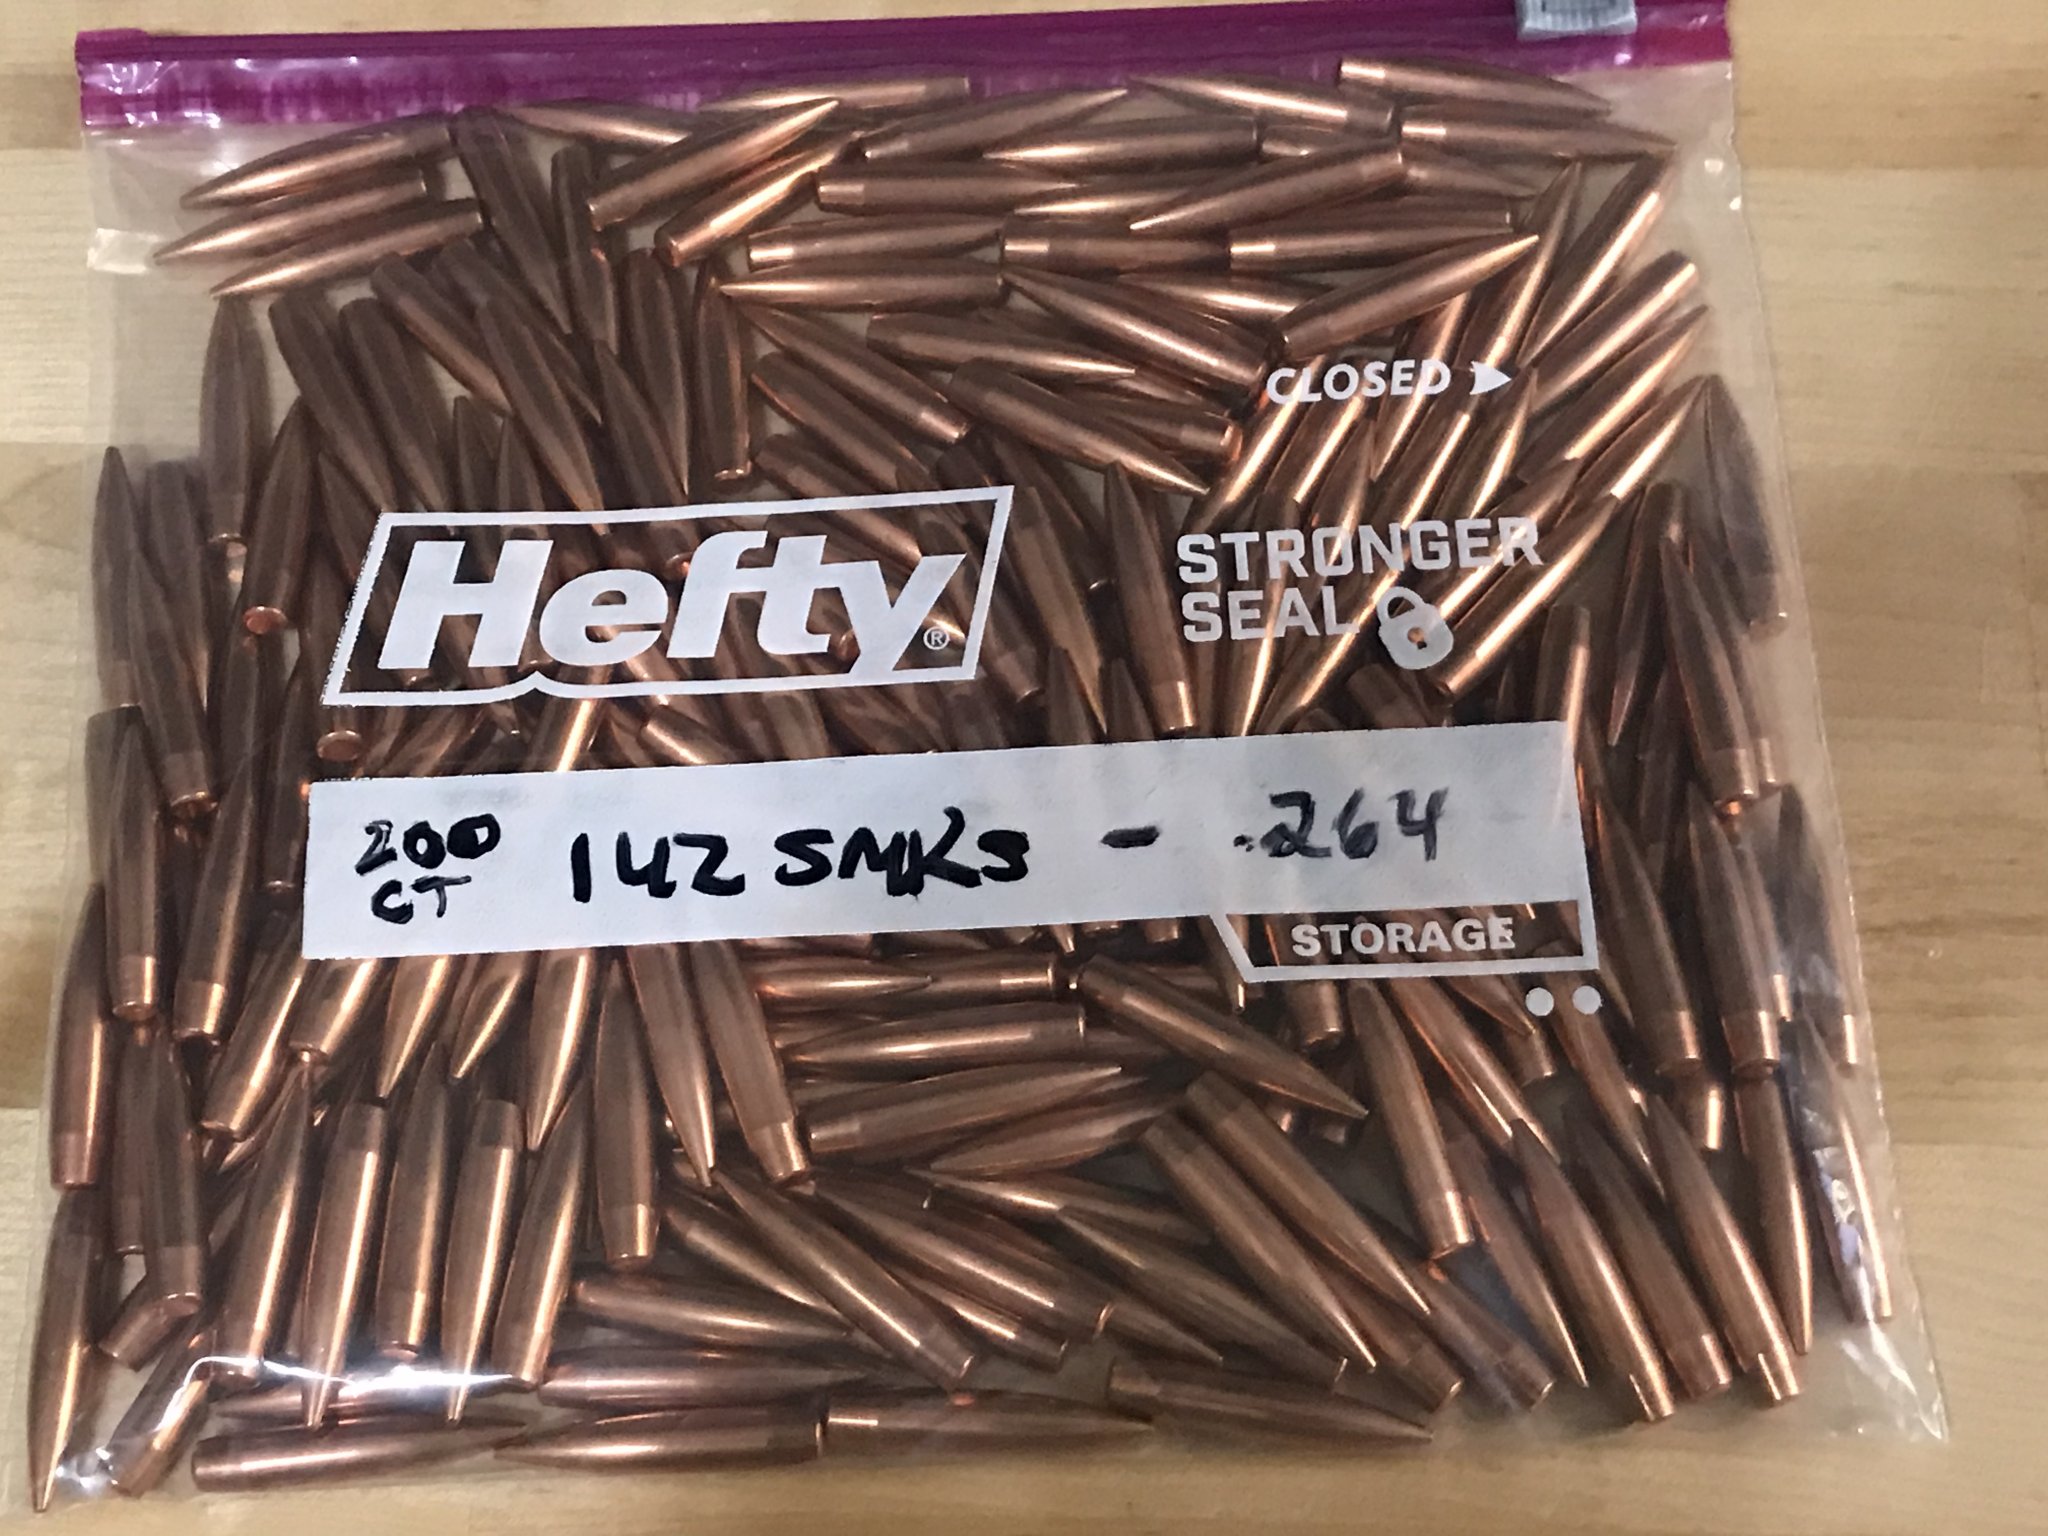 CLOSED
Hefty®
STRONGER
SEAL
200
CT
142 SMKS - .264
STORAGE